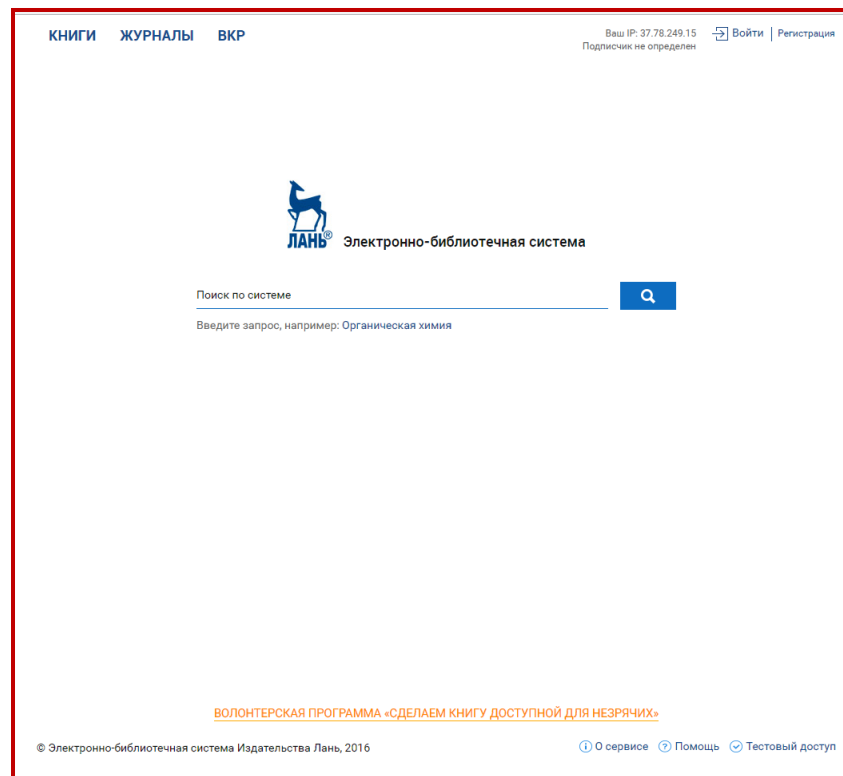 КНИГИ ЖУРНАЛЫ ВКР
Ваш IP: 37.78.249.15
Подписчик не определен
Войти | Регистрация
ЛАНЬ®
Электронно-библиотечная система
Поиск по системе
Введите запрос, например: Органическая химия
ВОЛОНТЕРСКАЯ ПРОГРАММА «СДЕЛАЕМ КНИГУ ДОСТУПНОЙ ДЛЯ НЕЗРЯЧИХ»
© Электронно-библиотечная система Издательства Лань, 2016
О сервисе Помощь Тестовый доступ